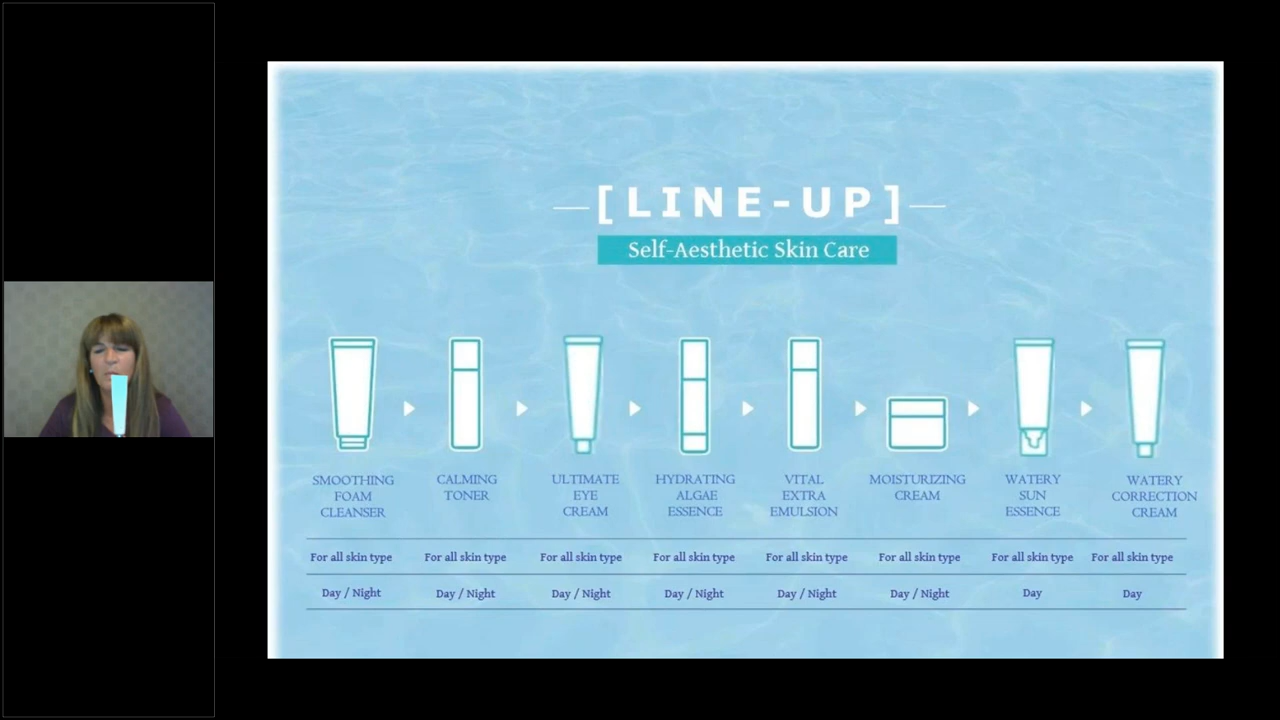 [LINE-UP]
Self-Aesthetic Skin Care
SMOOTHING
FOAM
CLEANSER
CALMING
TONER
ULTIMATE
EYE
CREAM
HYDRATING
ALGAE
ESSENCE
VITAL
EXTRA
EMULSION
MOISTURIZING
CREAM
WATERY
SUN
ESSENCE
WATERY
CORRECTION
CREAM
For all skin type For all skin type For all skin type For all skin type For all skin type For all skin type For all skin type For all skin type
Day / Night Day / Night Day / Night Day / Night Day / Night Day / Night Day Day